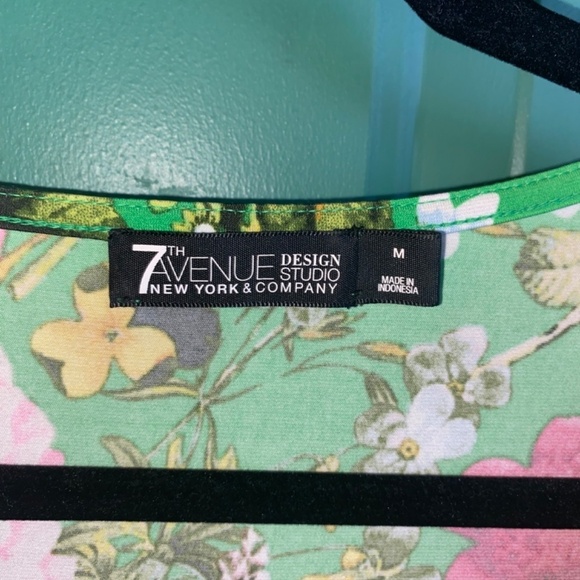 7TH AVENUE DESIGN STUDIO
NEW YORK & COMPANY
M
MADE IN
INDONESIA